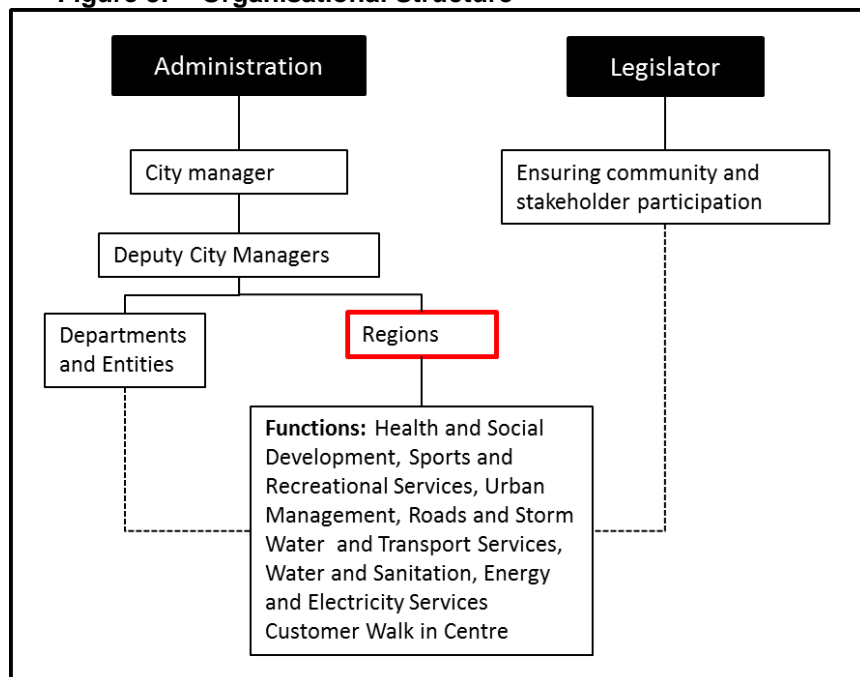 Figure 3. Organisational Structure
Administration
Legislator
City manager
Ensuring community and
stakeholder participation
Deputy City Managers
Departments
and Entities
Regions
Functions: Health and Social
Development, Sports and
Recreational Services, Urban
Management, Roads and Storm
Water and Transport Services,
Water and Sanitation, Energy
and Electricity Services
Customer Walk in Centre